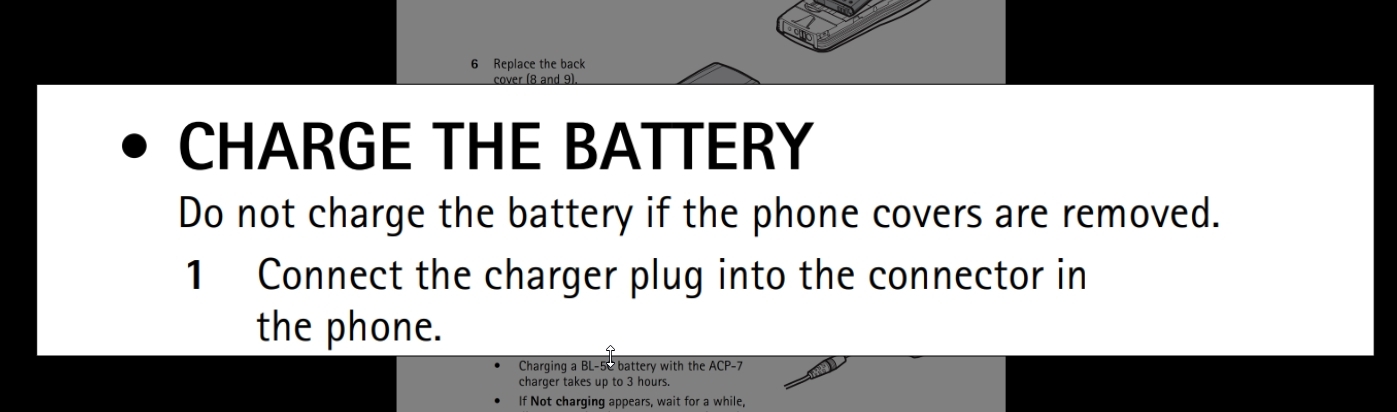 6 Replace the back
cover (8 and 9).
• CHARGE THE BATTERY
Do not charge the battery if the phone covers are removed.
1 Connect the charger plug into the connector in
the phone.
• Charging a BL-5C battery with the ACP-7
charger takes up to 3 hours.
• If Not charging appears, wait for a while,